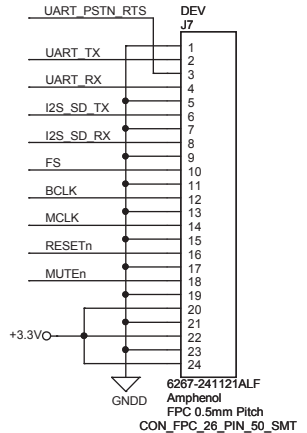 UART_PSTN_RTS
DEV
J7
1
UART_TX
2
3
UART_RX
4
5
I2S_SD_TX
6
7
I2S_SD_RX
8
9
FS
10
11
BCLK
12
13
MCLK
14
15
RESETn
16
17
MUTEn
18
19
20
21
+3.3V
22
23
24
GNDD
6267-241121ALF
Amphenol
FPC 0.5mm Pitch
CON_FPC_26_PIN_50_SMT